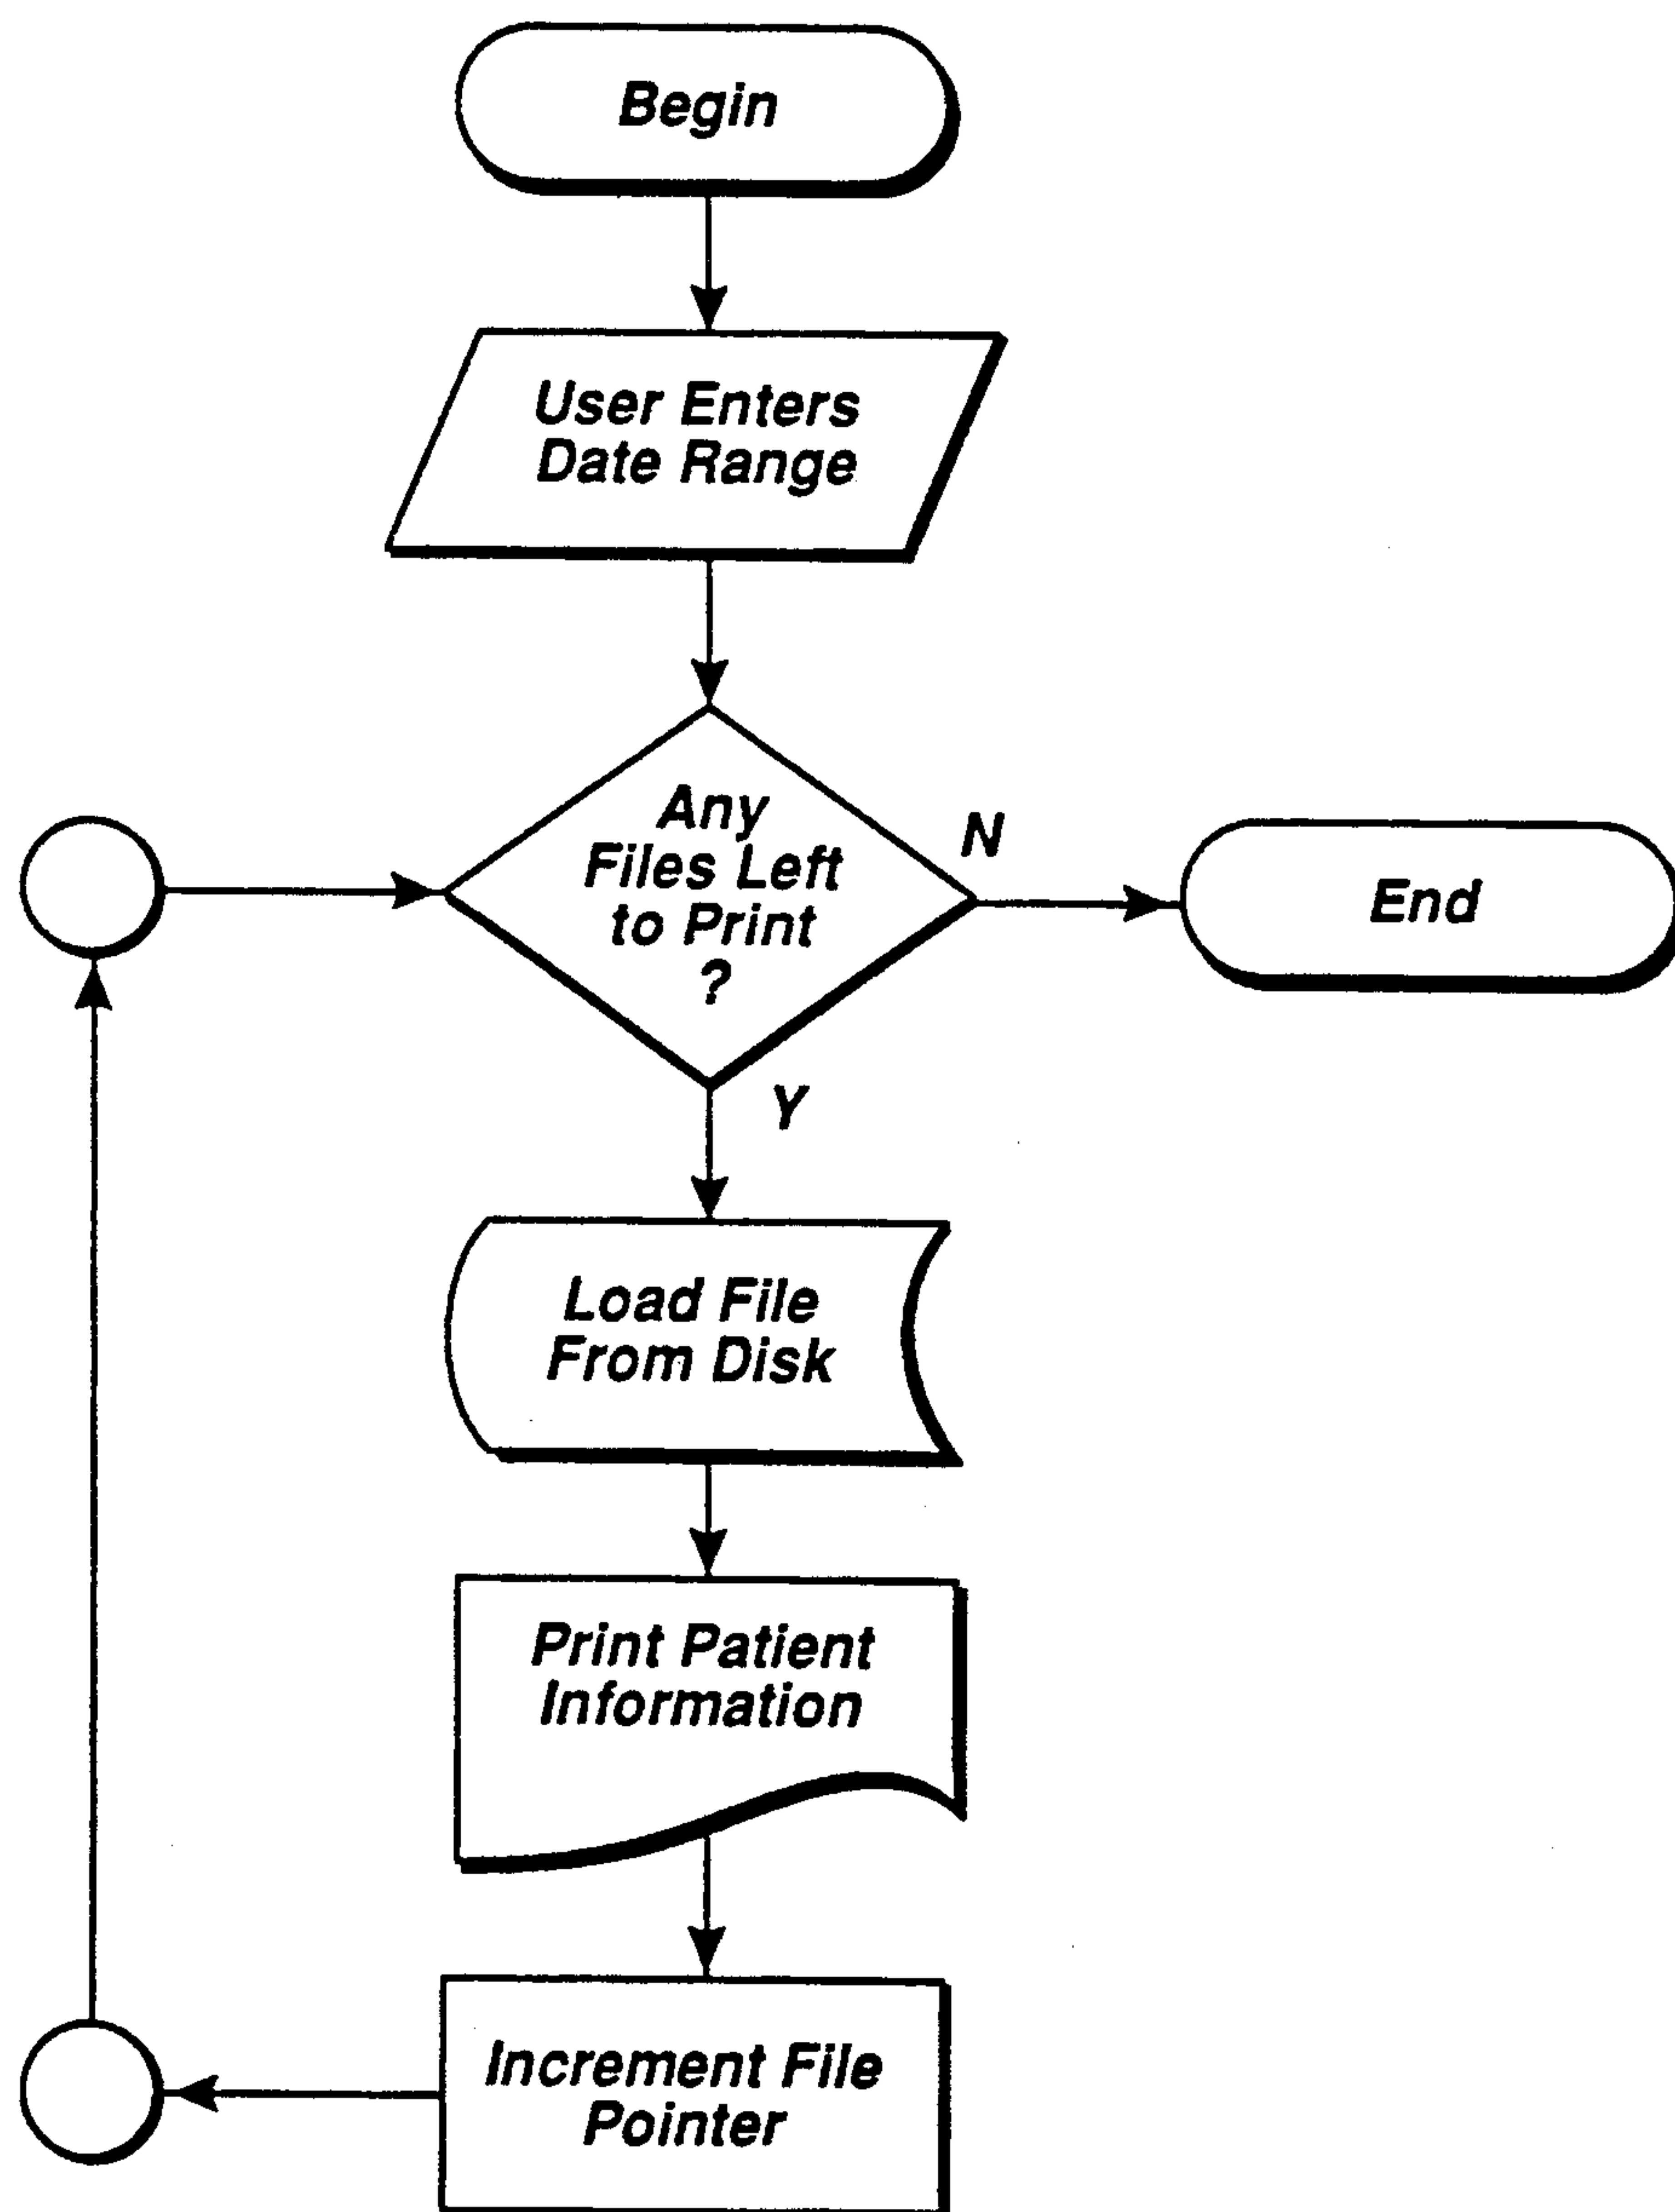 Begin
User Enters
Date Range
Any
Files Left
to Print
?
N
End
Y
Load File
From Disk
Print Patient
Information
Increment File
Pointer